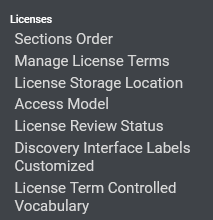 Licenses
Sections Order
Manage License Terms
License Storage Location
Access Model
License Review Status
Discovery Interface Labels
Customized
License Term Controlled
Vocabulary